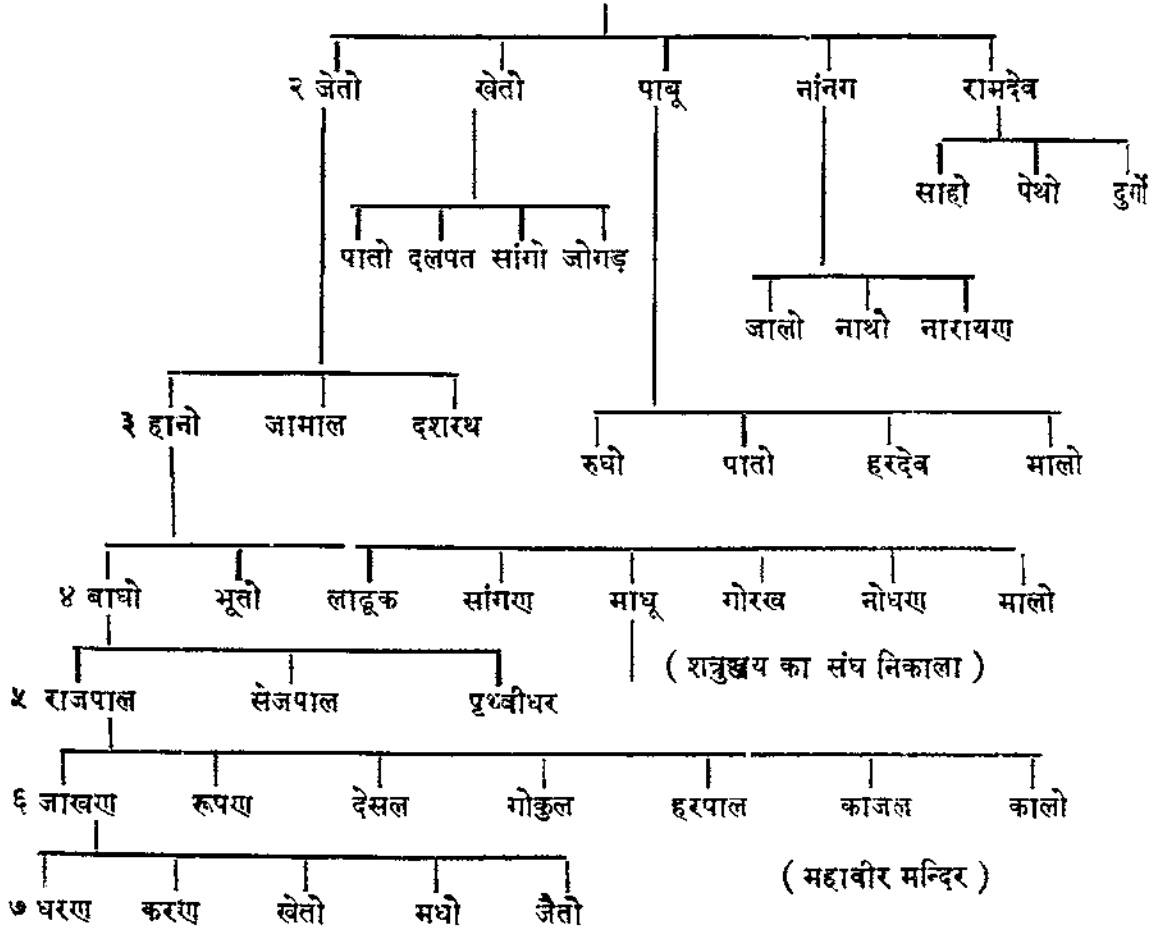 २ जेतो खेतो पाबू नांनग रामदेव
साहो पेथो दुर्गो
पातो दलपत सांगो जोगड़
जालो नाथो नारायण
३ हानो जामाल दशरथ
रुघो पातो हरदेव मालो
४ बाघो भूतो लाढूक सांगण माधू गोरख नोधण मालो
( शत्रुञ्जय का संघ निकाला )
५ राजपाल सेजपाल पृथ्वीधर
६ जाखण रूपण देसल गोकुल हरपाल काजल कालो
( महावीर मन्दिर )
७ धरण करण खेतो मधो जैतो